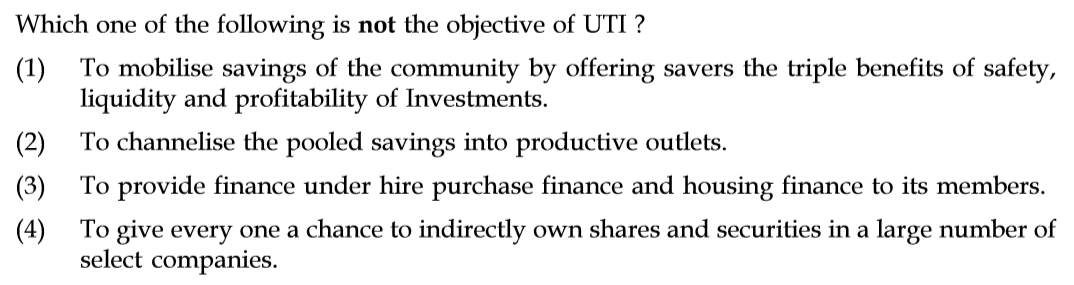 Which one of the following is not the objective of UTI ?
(1) To mobilise savings of the community by offering savers the triple benefits of safety,
liquidity and profitability of Investments.
(2) To channelise the pooled savings into productive outlets.
(3) To provide finance under hire purchase finance and housing finance to its members.
(4) To give every one a chance to indirectly own shares and securities in a large number of
select companies.